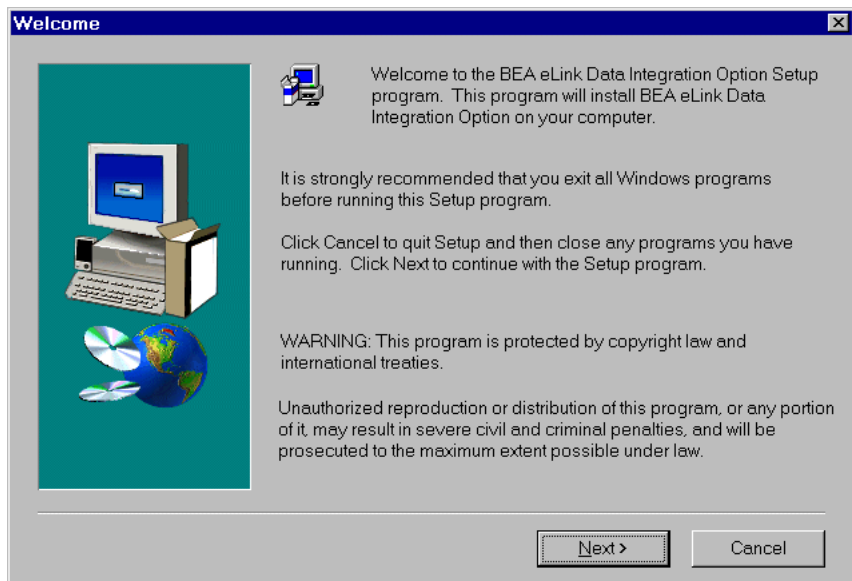 Welcome
Welcome to the BEA eLink Data Integration Option Setup
program. This program will install BEA eLink Data
Integration Option on your computer.
It is strongly recommended that you exit all Windows programs
before running this Setup program.
Click Cancel to quit Setup and then close any programs you have
running. Click Next to continue with the Setup program.
WARNING: This program is protected by copyright law and
international treaties.
Unauthorized reproduction or distribution of this program, or any portion
of it, may result in severe civil and criminal penalties, and will be
prosecuted to the maximum extent possible under law.
Next >
Cancel